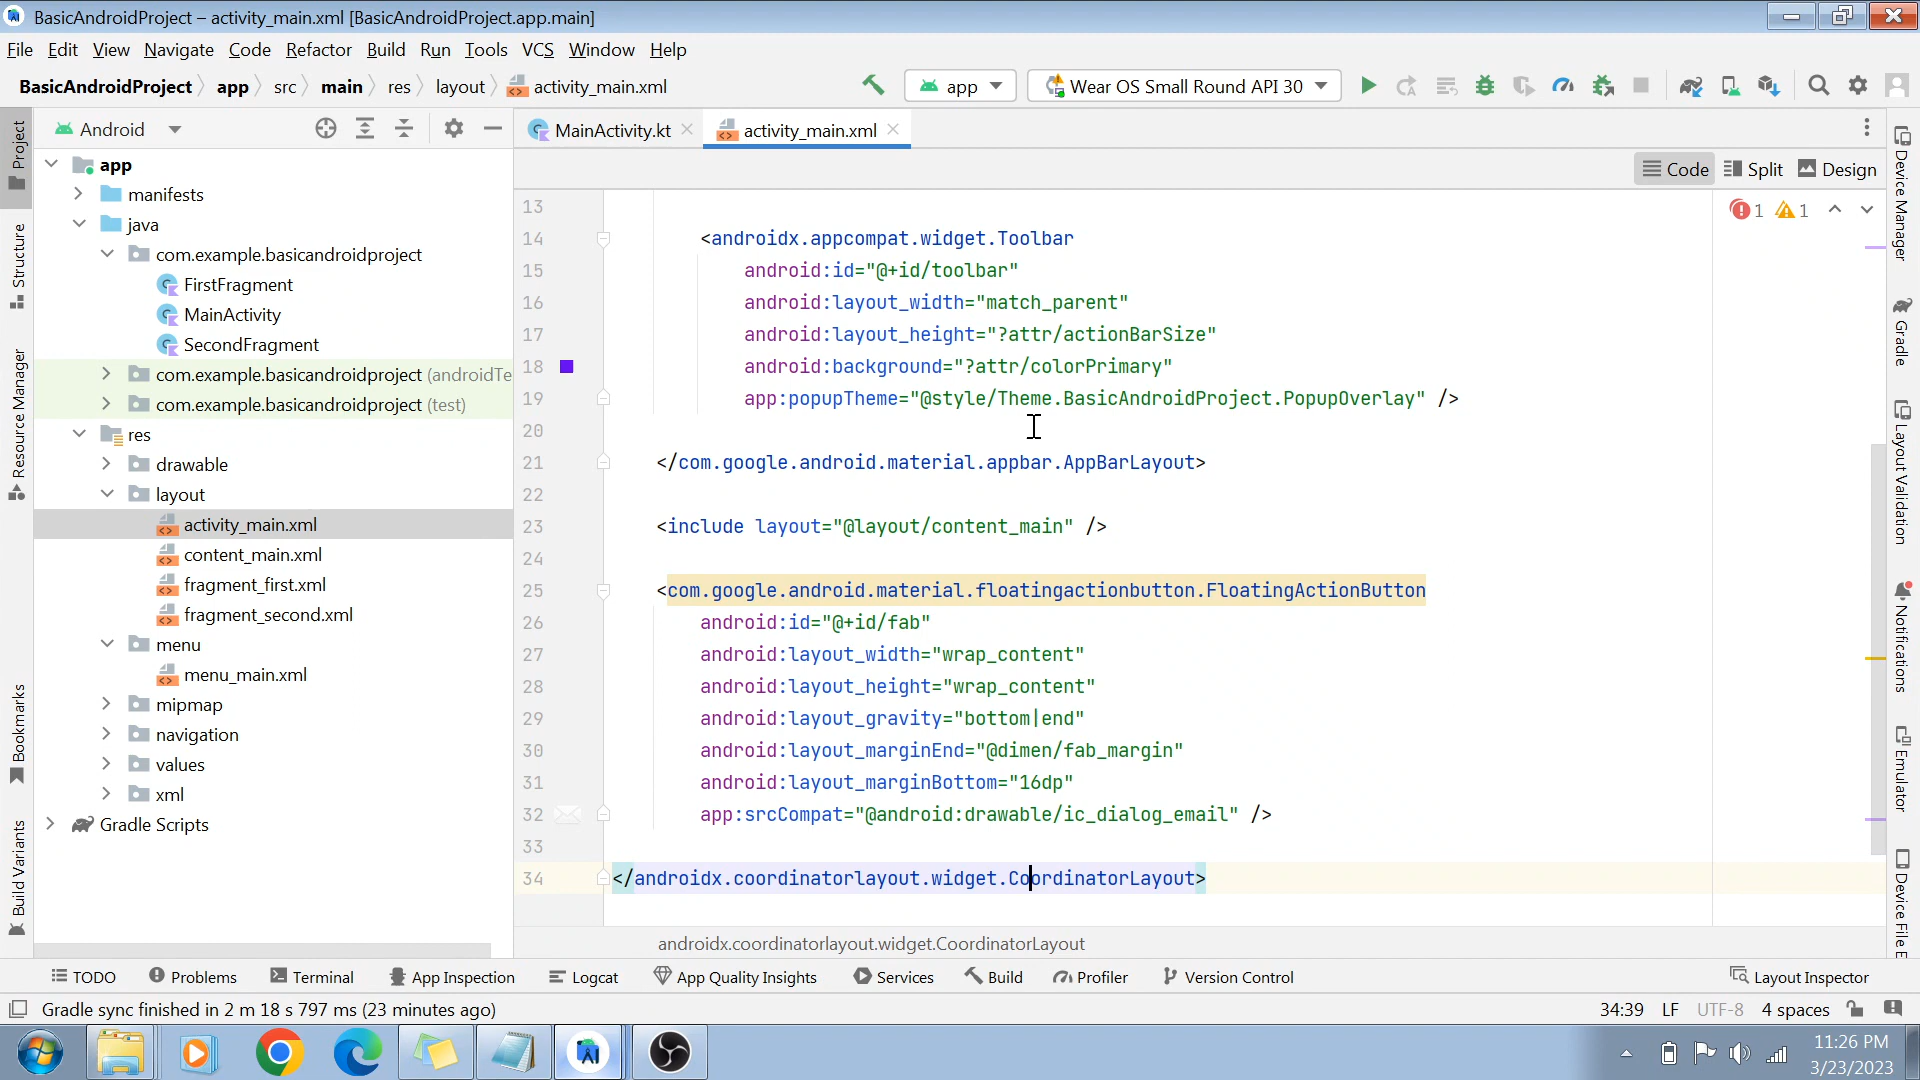 BasicAndroidProject – activity_main.xml [BasicAndroidProject.app.main]
File Edit View Navigate Code Refactor Build Run Tools VCS Window Help
BasicAndroidProject app src main res layout activity_main.xml app Wear OS Small Round API 30
Android
MainActivity.kt activity_main.xml
Code Split Design
1 1
app
manifests
java
com.example.basicandroidproject
FirstFragment
MainActivity
SecondFragment
com.example.basicandroidproject (androidTe
com.example.basicandroidproject (test)
res
drawable
layout
activity_main.xml
content_main.xml
fragment_first.xml
fragment_second.xml
menu
menu_main.xml
mipmap
navigation
values
xml
Gradle Scripts
13
14 <androidx.appcompat.widget.Toolbar
15 android:id="@+id/toolbar"
16 android:layout_width="match_parent"
17 android:layout_height="?attr/actionBarSize"
18 android:background="?attr/colorPrimary"
19 app:popupTheme="@style/Theme.BasicAndroidProject.PopupOverlay" />
20
21 </com.google.android.material.appbar.AppBarLayout>
22
23 <include layout="@layout/content_main" />
24
25 <com.google.android.material.floatingactionbutton.FloatingActionButton
26 android:id="@+id/fab"
27 android:layout_width="wrap_content"
28 android:layout_height="wrap_content"
29 android:layout_gravity="bottom|end"
30 android:layout_marginEnd="@dimen/fab_margin"
31 android:layout_marginBottom="16dp"
32 app:srcCompat="@android:drawable/ic_dialog_email" />
33
34 </androidx.coordinatorlayout.widget.CoordinatorLayout>
androidx.coordinatorlayout.widget.CoordinatorLayout
Project
Structure
Resource Manager
Bookmarks
Build Variants
Device Manager
Gradle
Layout Validation
Notifications
Emulator
Device File E
TODO Problems Terminal App Inspection Logcat App Quality Insights Services Build Profiler Version Control Layout Inspector
Gradle sync finished in 2 m 18 s 797 ms (23 minutes ago) 34:39 LF UTF-8 4 spaces
11:26 PM
3/23/2023